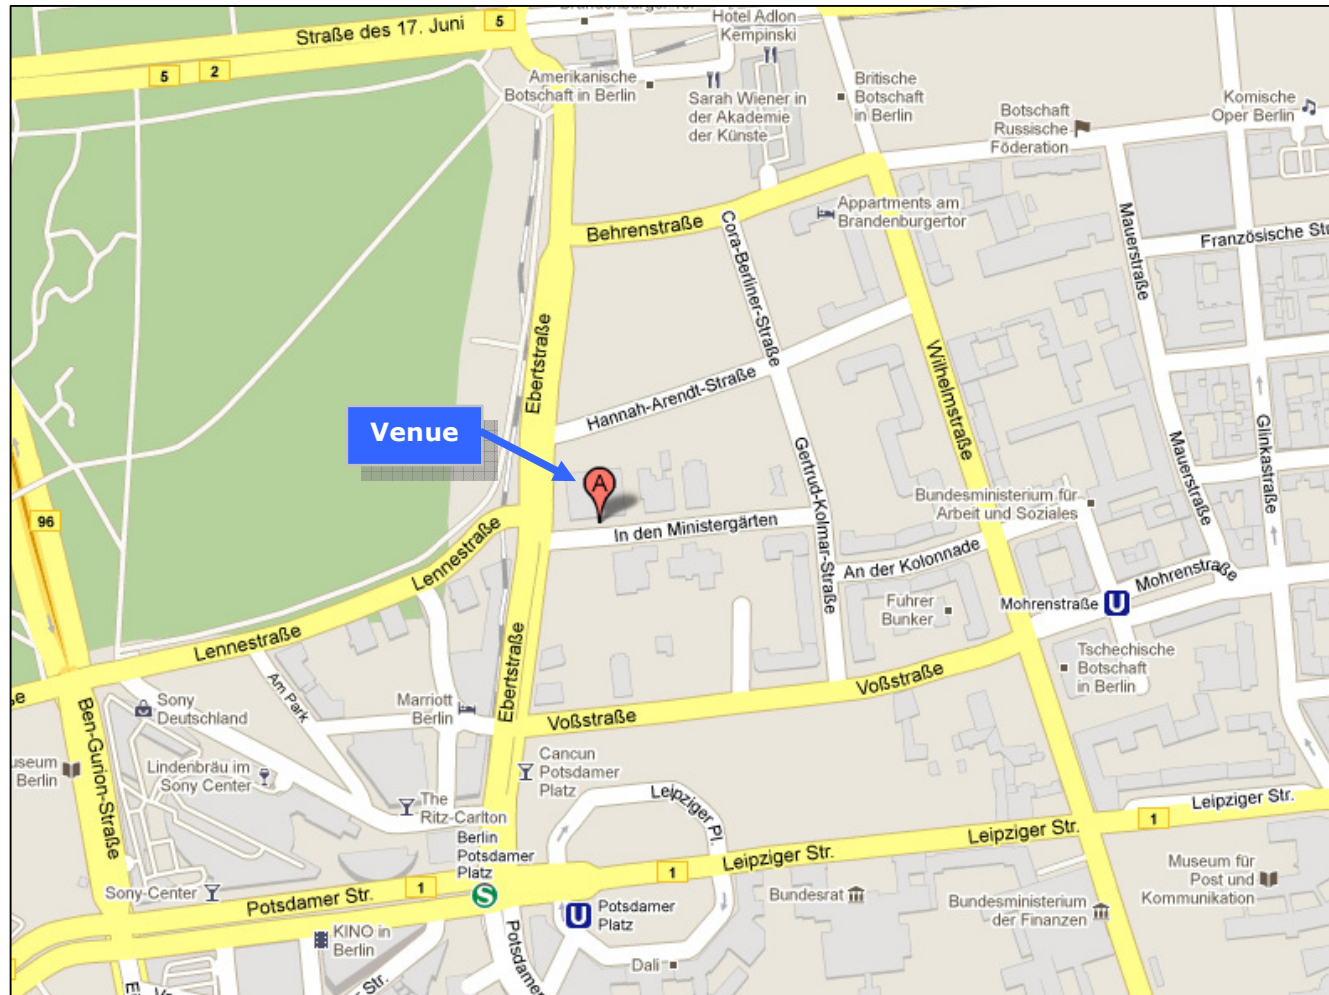 Straße des 17. Juni
5
5
2
Hotel Adlon
Kempinski
Amerikanische
Botschaft in Berlin
Sarah Wiener in
der Akademie
der Künste
Britische
Botschaft
in Berlin
Botschaft
Russische
Föderation
Komische
Oper Berlin
Behrenstraße
Appartments am
Brandenburgertor
Cora-Berliner-Straße
Mauerstraße
Französische
Ebertstraße
Wilhelmstraße
Hannah-Arendt-Straße
Venue
A
Gertrud-Kolmar-Straße
Mauerstraße
Glinkastraße
Bundesministerium für
Arbeit und Soziales
96
In den Ministergärten
Lennestraße
An der Kolonnade
Mohrenstraße
Mohrenstraße
U
Fuhrer
Bunker
Lennestraße
Ebertstraße
Tschechische
Botschaft
in Berlin
Voßstraße
Am Park
Sony
Deutschland
Marriott
Berlin
Voßstraße
Ben-Gurion-Straße
Berlin
Lindenbräu im
Sony Center
Cancun
Potsdamer
Platz
The
Ritz-Carlton
Leipziger Pl.
Leipziger Str.
1
Leipziger Str.
Berlin
Potsdamer
Platz
Leipziger Str.
1
Sony-Center
Potsdamer Str.
1
S
Bundesrat
Museum für
Post und
Kommunikation
Bundesministerium
der Finanzen
U
Potsdamer
Platz
KINO in
Berlin
Potsdamer
Dali
Str.